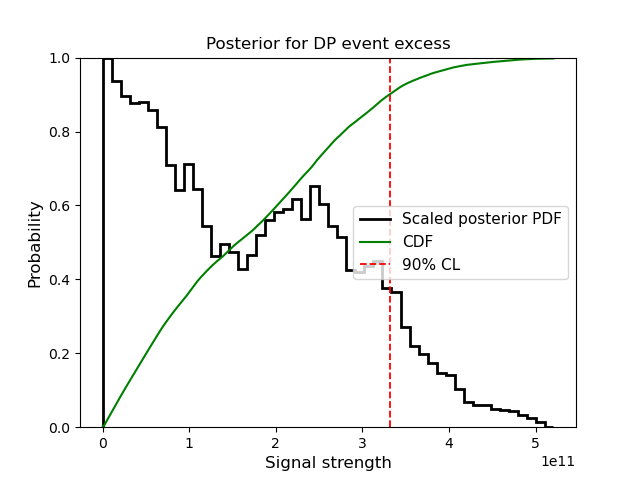 Posterior for DP event excess
1.0
0.8
0.6
0.4
0.2
0.0
Probability
Scaled posterior PDF
CDF
90% CL
0 1 2 3 4 5
1e11
Signal strength